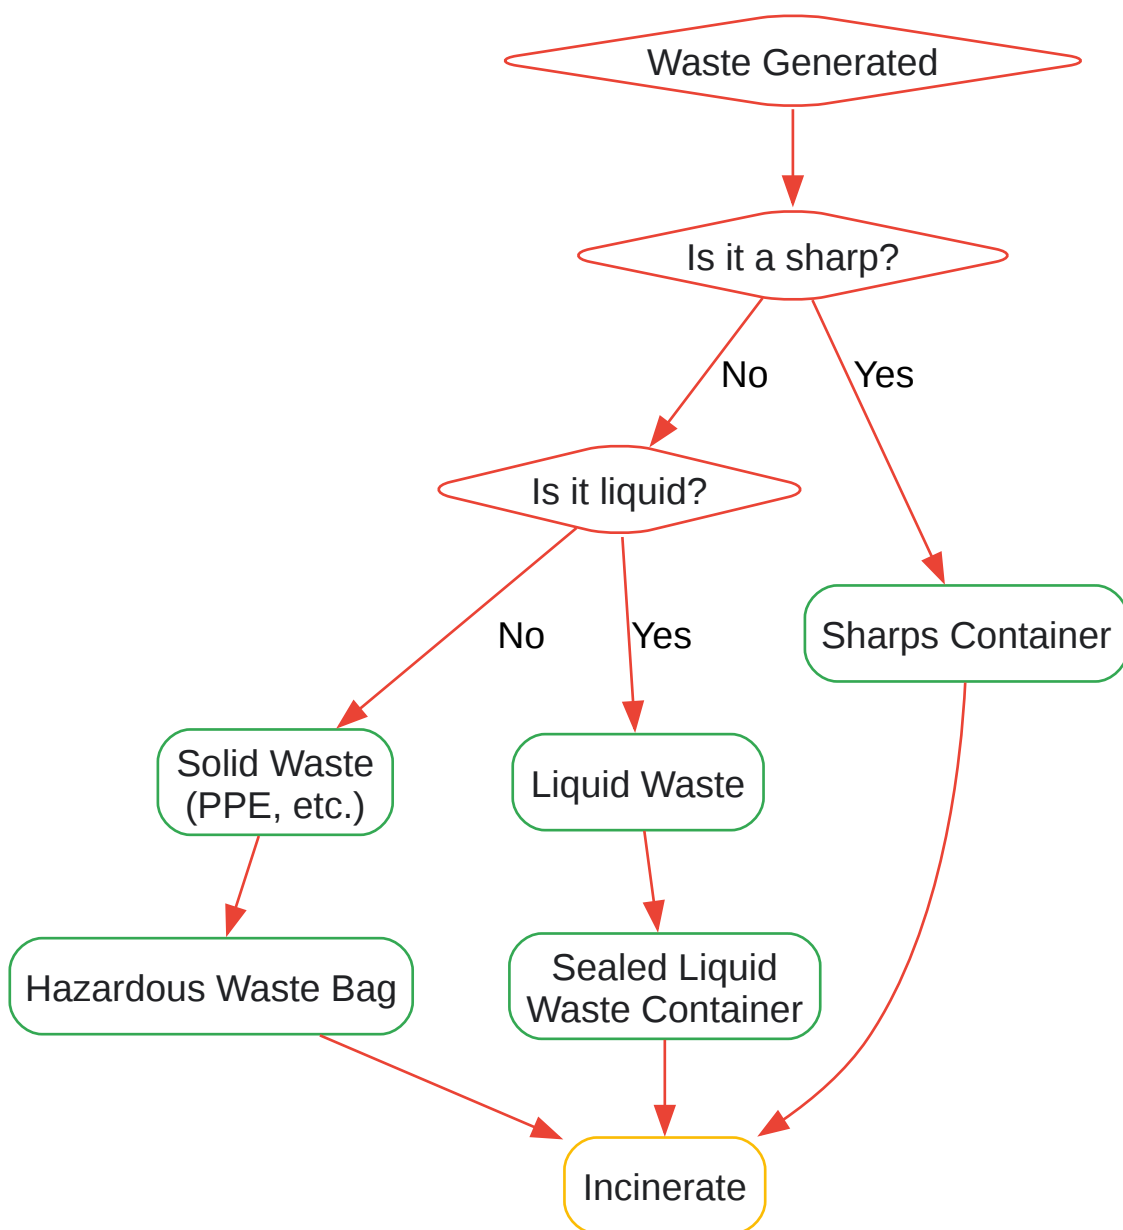 Waste Generated
Is it a sharp?
No
Yes
Is it liquid?
No
Yes
Sharps Container
Solid Waste
(PPE, etc.)
Liquid Waste
Hazardous Waste Bag
Sealed Liquid
Waste Container
Incinerate